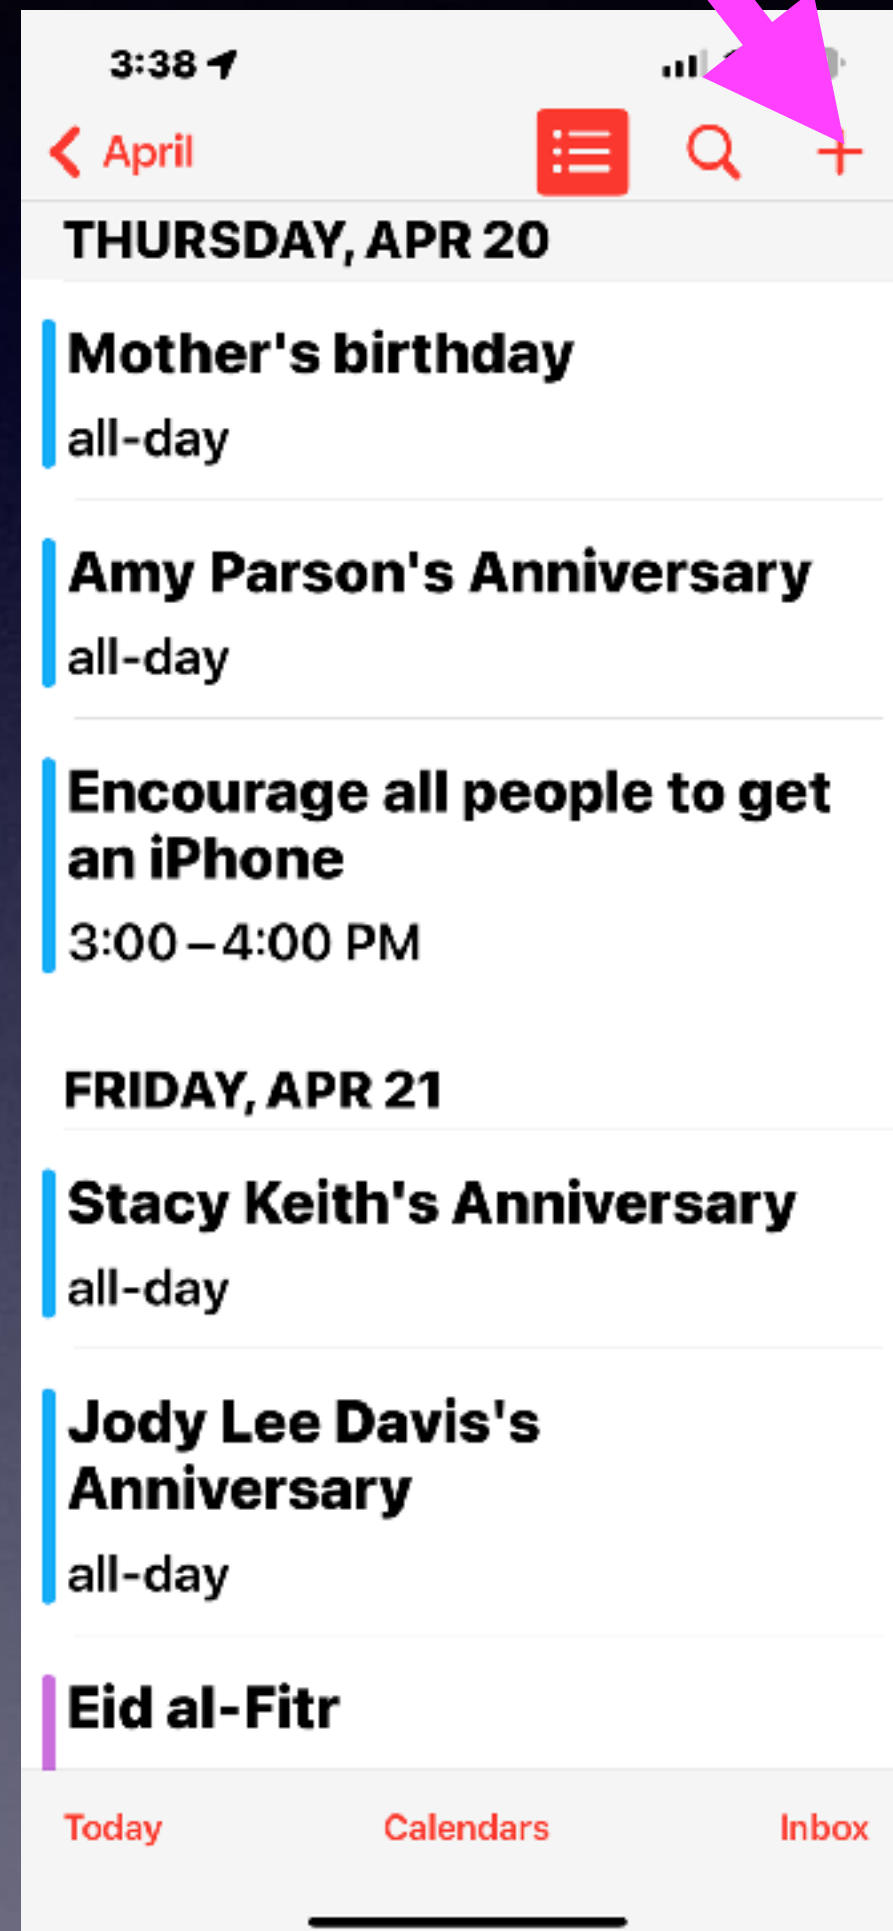 3:38
April
THURSDAY, APR 20
Mother's birthday
all-day
Amy Parson's Anniversary
all-day
Encourage all people to get
an iPhone
3:00–4:00 PM
FRIDAY, APR 21
Stacy Keith's Anniversary
all-day
Jody Lee Davis's
Anniversary
all-day
Eid al-Fitr
Today Calendars Inbox